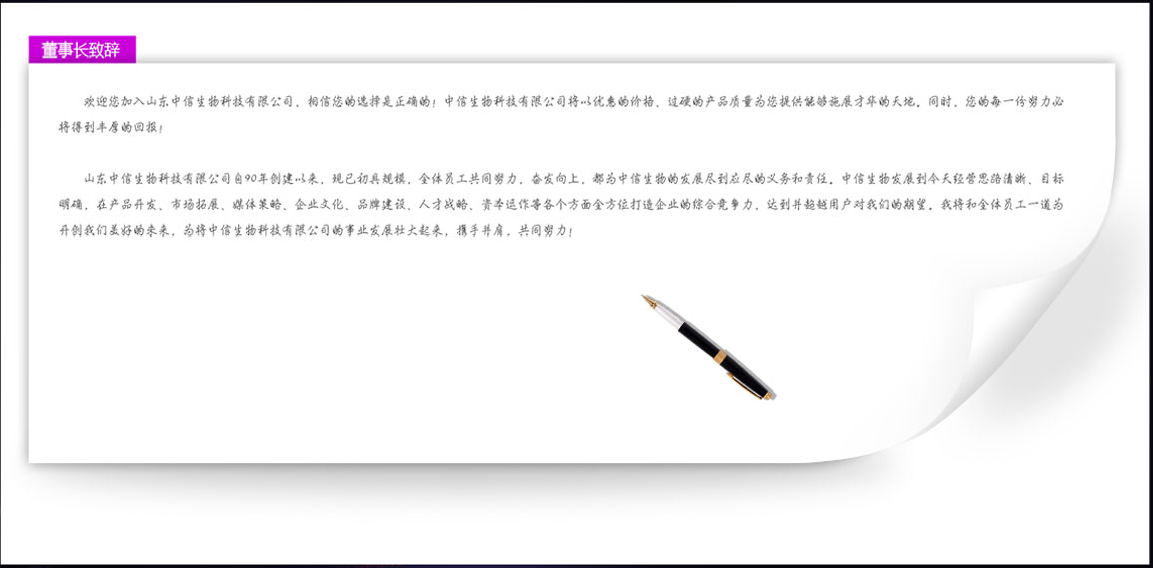 董事长致辞
欢迎您加入山东中信生物科技有限公司，相信您的选择是正确的！中信生物科技有限公司将以优惠的价格、过硬的产品质量为您提供能够施展才华的天地。同时，您的每一份努力必
将得到丰厚的回报！
山东中信生物科技有限公司自90年创建以来，现已初具规模，全体员工共同努力，奋发向上，都为中信生物的发展尽到应尽的义务和责任。中信生物发展到今天经营思路清晰、目标
明确，在产品开发、市场拓展、媒体策略、企业文化、品牌建设、人才战略、资本运作等各个方面全方位打造企业的综合竞争力，达到并超越用户对我们的期望。我将和全体员工一道为
开创我们美好的未来，为将中信生物科技有限公司的事业发展壮大起来，携手并肩，共同努力！